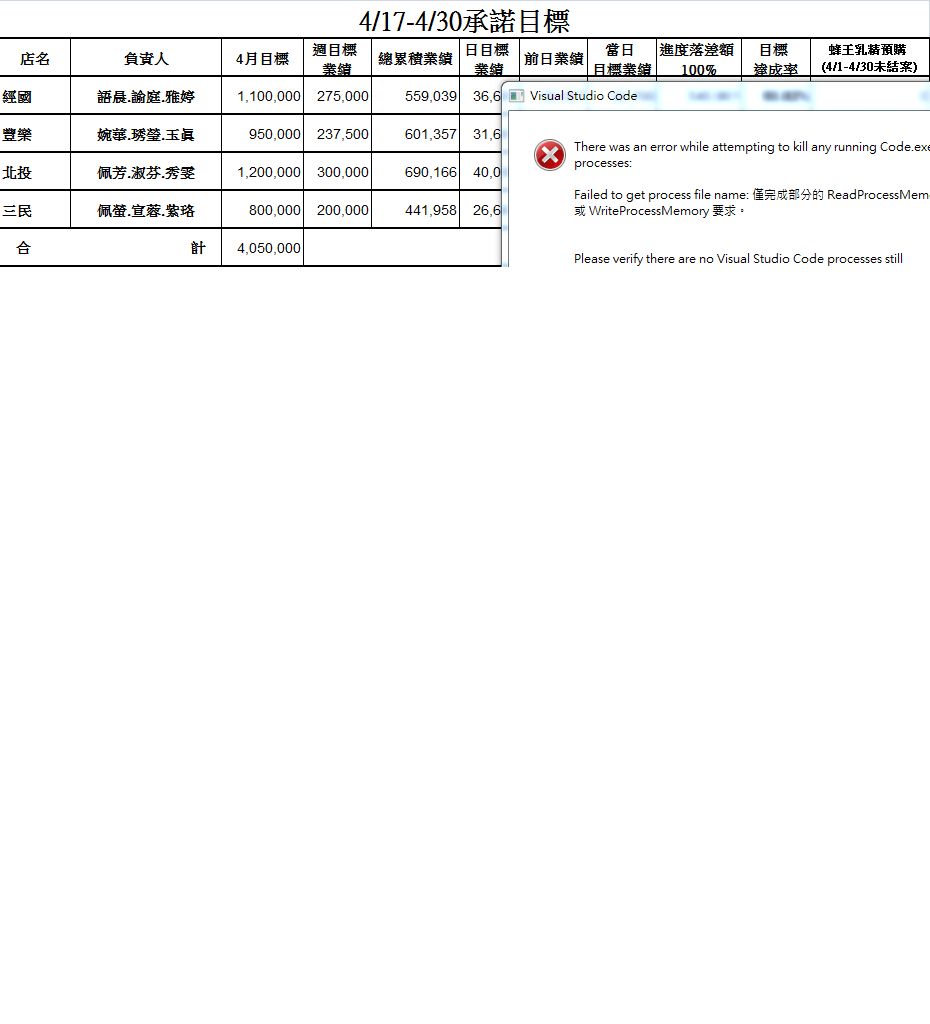 4/17-4/30承諾目標
店名 負責人 4月目標 週目標業績 總累積業績 日目標業績 前日業績 當日目標業績 進度落差額100% 目標達成率 蜂王乳精預購(4/1-4/30未結案)
經國 語晨.諭庭.雅婷 1,100,000 275,000 559,039 36,6
豐樂 婉華.琇瑩.玉真 950,000 237,500 601,357 31,6
北投 佩芳.淑芬.秀雯 1,200,000 300,000 690,166 40,0
三民 佩螢.宣蓉.紫珞 800,000 200,000 441,958 26,6
合計 4,050,000
Visual Studio Code
There was an error while attempting to kill any running Code.exe
processes:
Failed to get process file name: 僅完成部分的 ReadProcessMem
或 WriteProcessMemory 要求。
Please verify there are no Visual Studio Code processes still